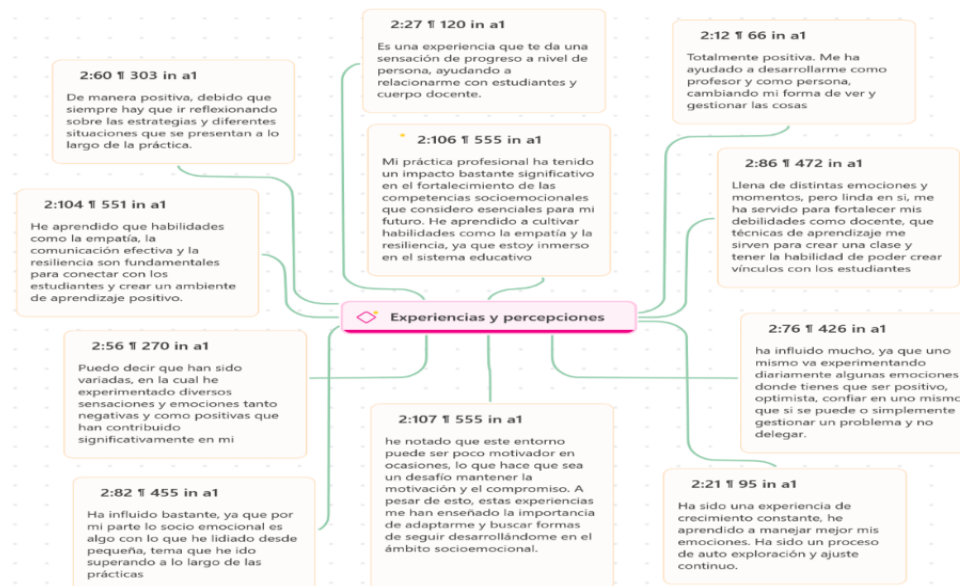 2:27 ¶ 120 in a1
Es una experiencia que te da una
sensación de progreso a nivel de
persona, ayudando a
relacionarme con estudiantes y
cuerpo docente.
2:12 ¶ 66 in a1
Totalmente positiva. Me ha
ayudado a desarrollarme como
profesor y como persona,
cambiando mi forma de ver y
gestionar las cosas
2:60 ¶ 303 in a1
De manera positiva, debido que
siempre hay que ir reflexionando
sobre las estrategias y diferentes
situaciones que se presentan a lo
largo de la práctica.
2:106 ¶ 555 in a1
Mi práctica profesional ha tenido
un impacto bastante significativo
en el fortalecimiento de las
competencias socioemocionales
que considero esenciales para mi
futuro. He aprendido a cultivar
habilidades como la empatía y la
resiliencia, ya que estoy inmerso
en el sistema educativo
2:86 ¶ 472 in a1
Llena de distintas emociones y
momentos, pero linda en si, me
ha servido para fortalecer mis
debilidades como docente, que
técnicas de aprendizaje me
sirven para crear una clase y
tener la habilidad de poder crear
vínculos con los estudiantes
2:104 ¶ 551 in a1
He aprendido que habilidades
como la empatía, la
comunicación efectiva y la
resiliencia son fundamentales
para conectar con los
estudiantes y crear un ambiente
de aprendizaje positivo.
Experiencias y percepciones
2:56 ¶ 270 in a1
Puedo decir que han sido
variadas, en la cual he
experimentado diversos
sensaciones y emociones tanto
negativas y como positivas que
han contribuido
significativamente en mi
2:76 ¶ 426 in a1
ha influido mucho, ya que uno
mismo va experimentando
diariamente algunas emociones
donde tienes que ser positivo,
optimista, confiar en uno mismo
que si se puede o simplemente
gestionar un problema y no
delegar.
2:107 ¶ 555 in a1
he notado que este entorno
puede ser poco motivador en
ocasiones, lo que hace que sea
un desafío mantener la
motivación y el compromiso. A
pesar de esto, estas experiencias
me han enseñado la importancia
de adaptarme y buscar formas
de seguir desarrollándome en el
ámbito socioemocional.
2:82 ¶ 455 in a1
Ha influido bastante, ya que por
mi parte lo socio emocional es
algo con lo que he lidiado desde
pequeña, tema que he ido
superando a lo largo de las
prácticas
2:21 ¶ 95 in a1
Ha sido una experiencia de
crecimiento constante, he
aprendido a manejar mejor mis
emociones. Ha sido un proceso
de auto exploración y ajuste
continuo.